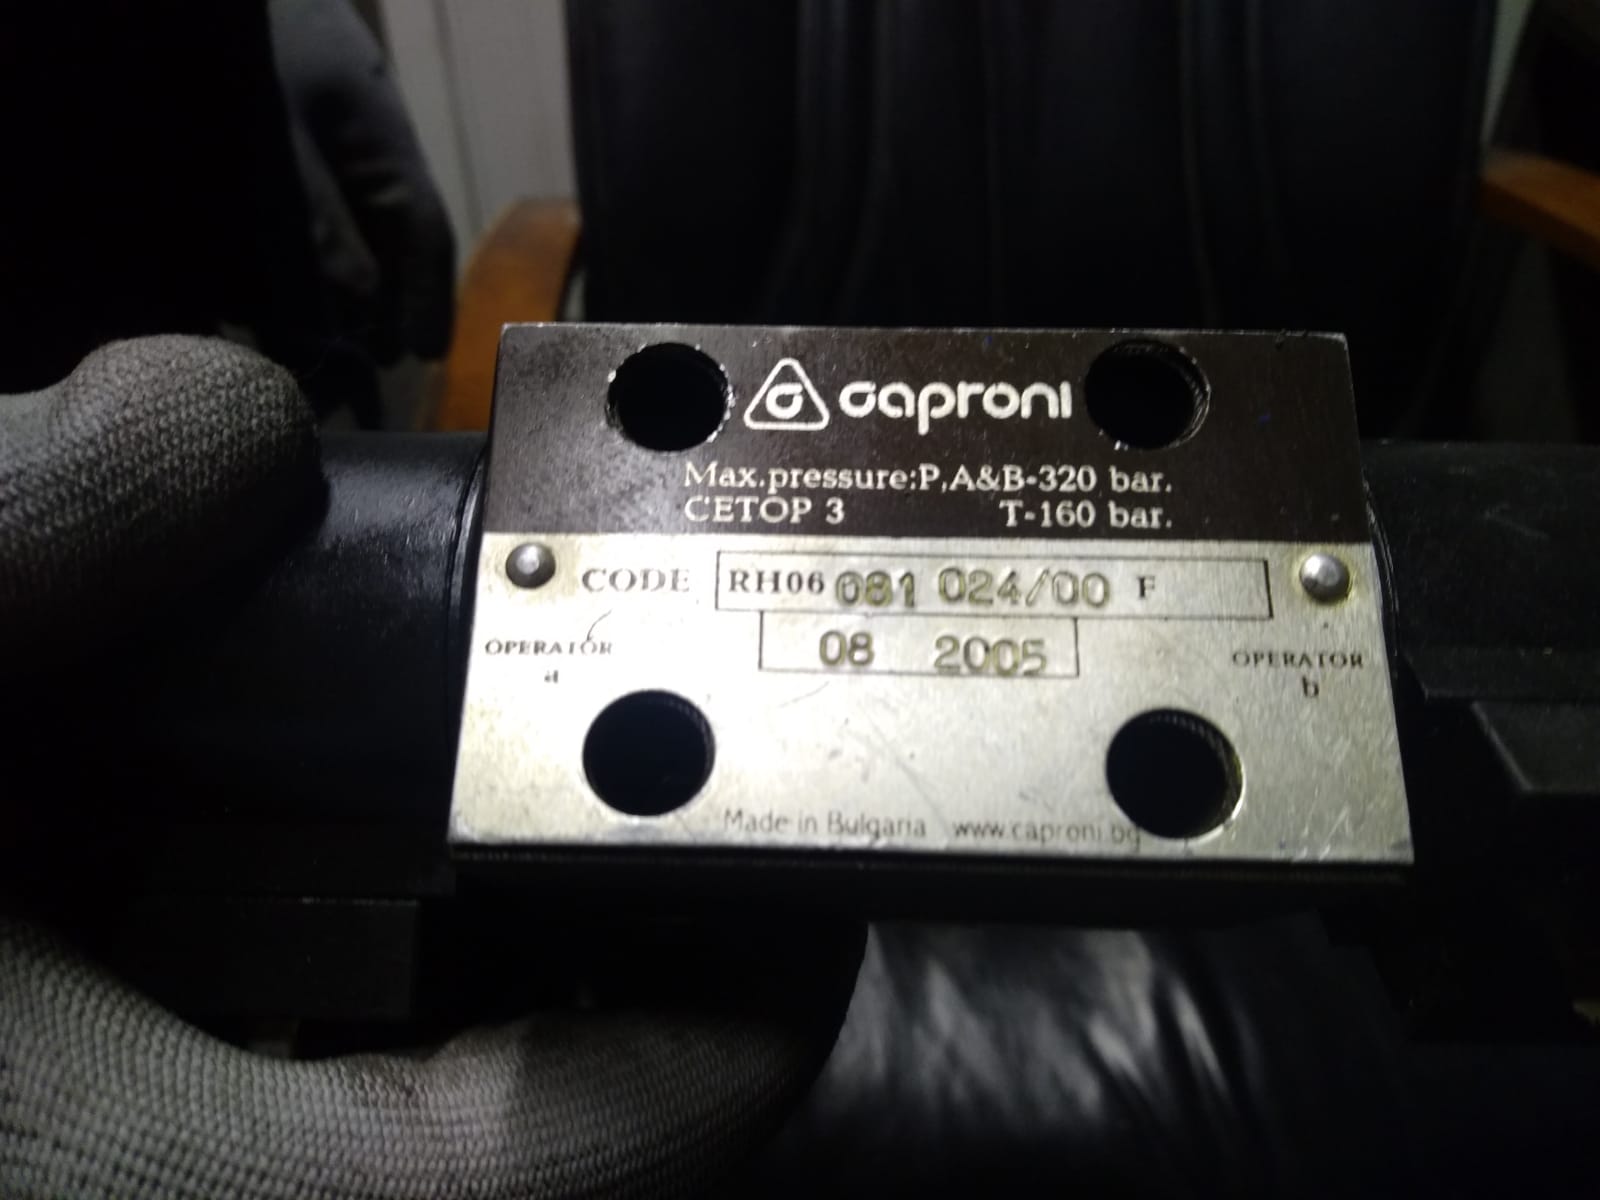 caproni
Max.pressure:P,A&B-320 bar.
CETOP 3 T-160 bar.
CODE RH06 081 024/00 F
08 2005
OPERATOR a
OPERATOR b
Made in Bulgaria www.caproni.bg